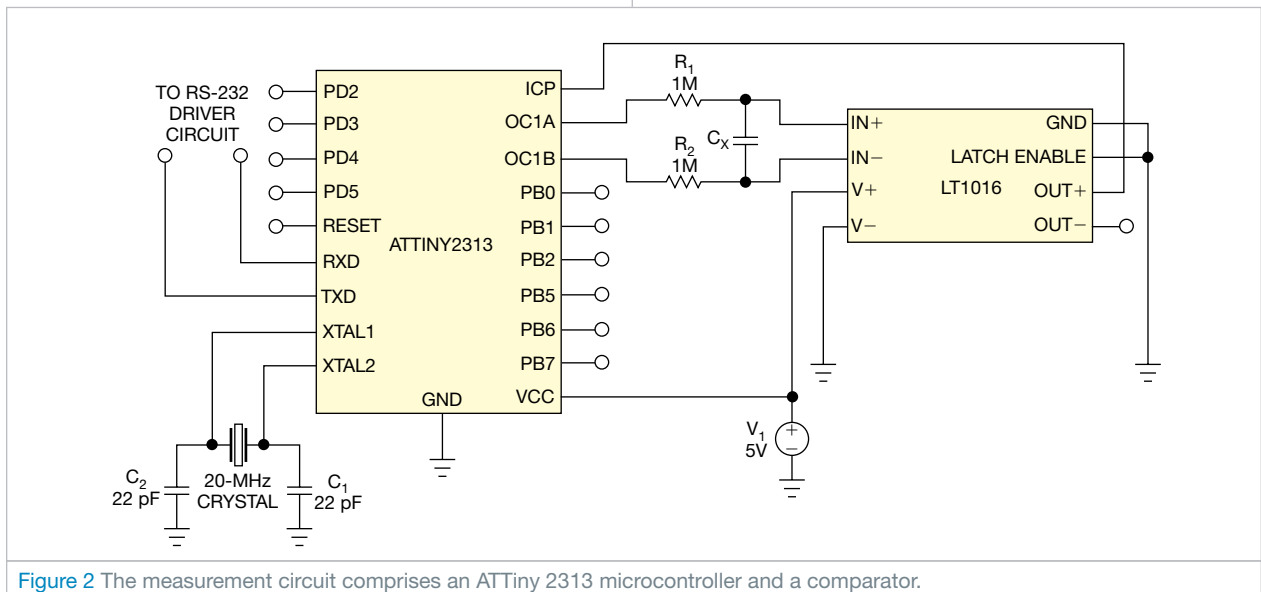 TO RS-232
DRIVER
CIRCUIT
PD2
PD3
PD4
PD5
RESET
RXD
TXD
XTAL1
XTAL2
ATTINY2313
GND
ICP
OC1A
OC1B
PB0
PB1
PB2
PB5
PB6
PB7
VCC
R1
1M
R2
1M
CX
IN+
IN−
V+
V−
LT1016
GND
LATCH ENABLE
OUT+
OUT−
V1
5V
+
−
C2
22 pF
20-MHz
CRYSTAL
C1
22 pF
Figure 2 The measurement circuit comprises an ATTiny 2313 microcontroller and a comparator.